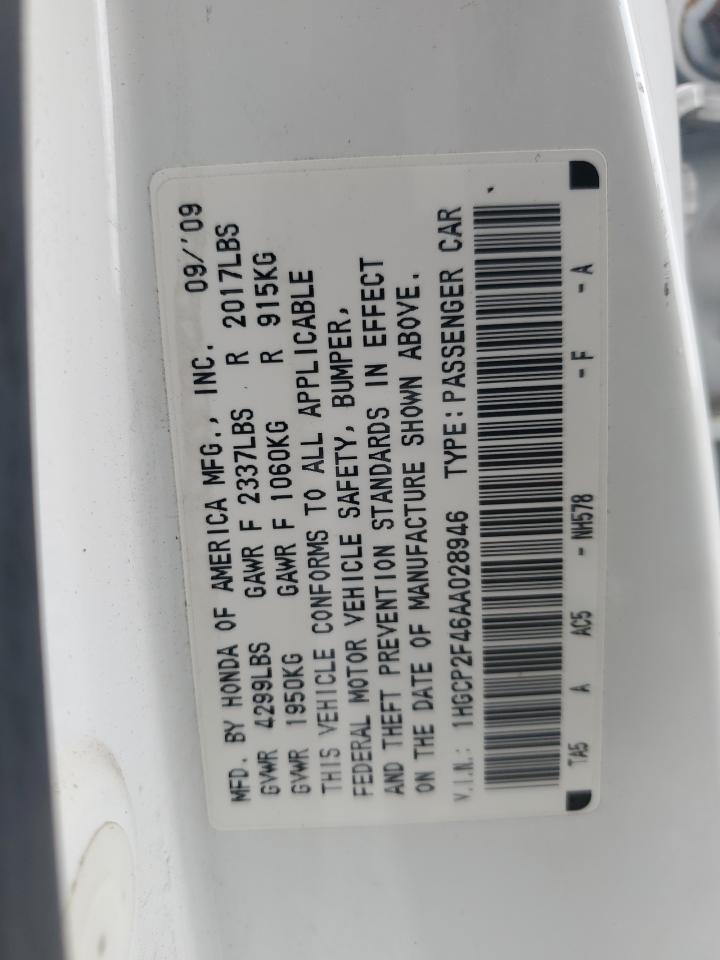 MFD. BY HONDA OF AMERICA MFG., INC. 09/'09
GVWR 4299LBS GAWR F 2337LBS R 2017LBS
GVWR 1950KG GAWR F 1060KG R 915KG
THIS VEHICLE CONFORMS TO ALL APPLICABLE
FEDERAL MOTOR VEHICLE SAFETY, BUMPER,
AND THEFT PREVENTION STANDARDS IN EFFECT
ON THE DATE OF MANUFACTURE SHOWN ABOVE.
V.I.N.: 1HGCP2F46AA028946 TYPE:PASSENGER CAR
TA5 A AC5 - NH578 - F - A